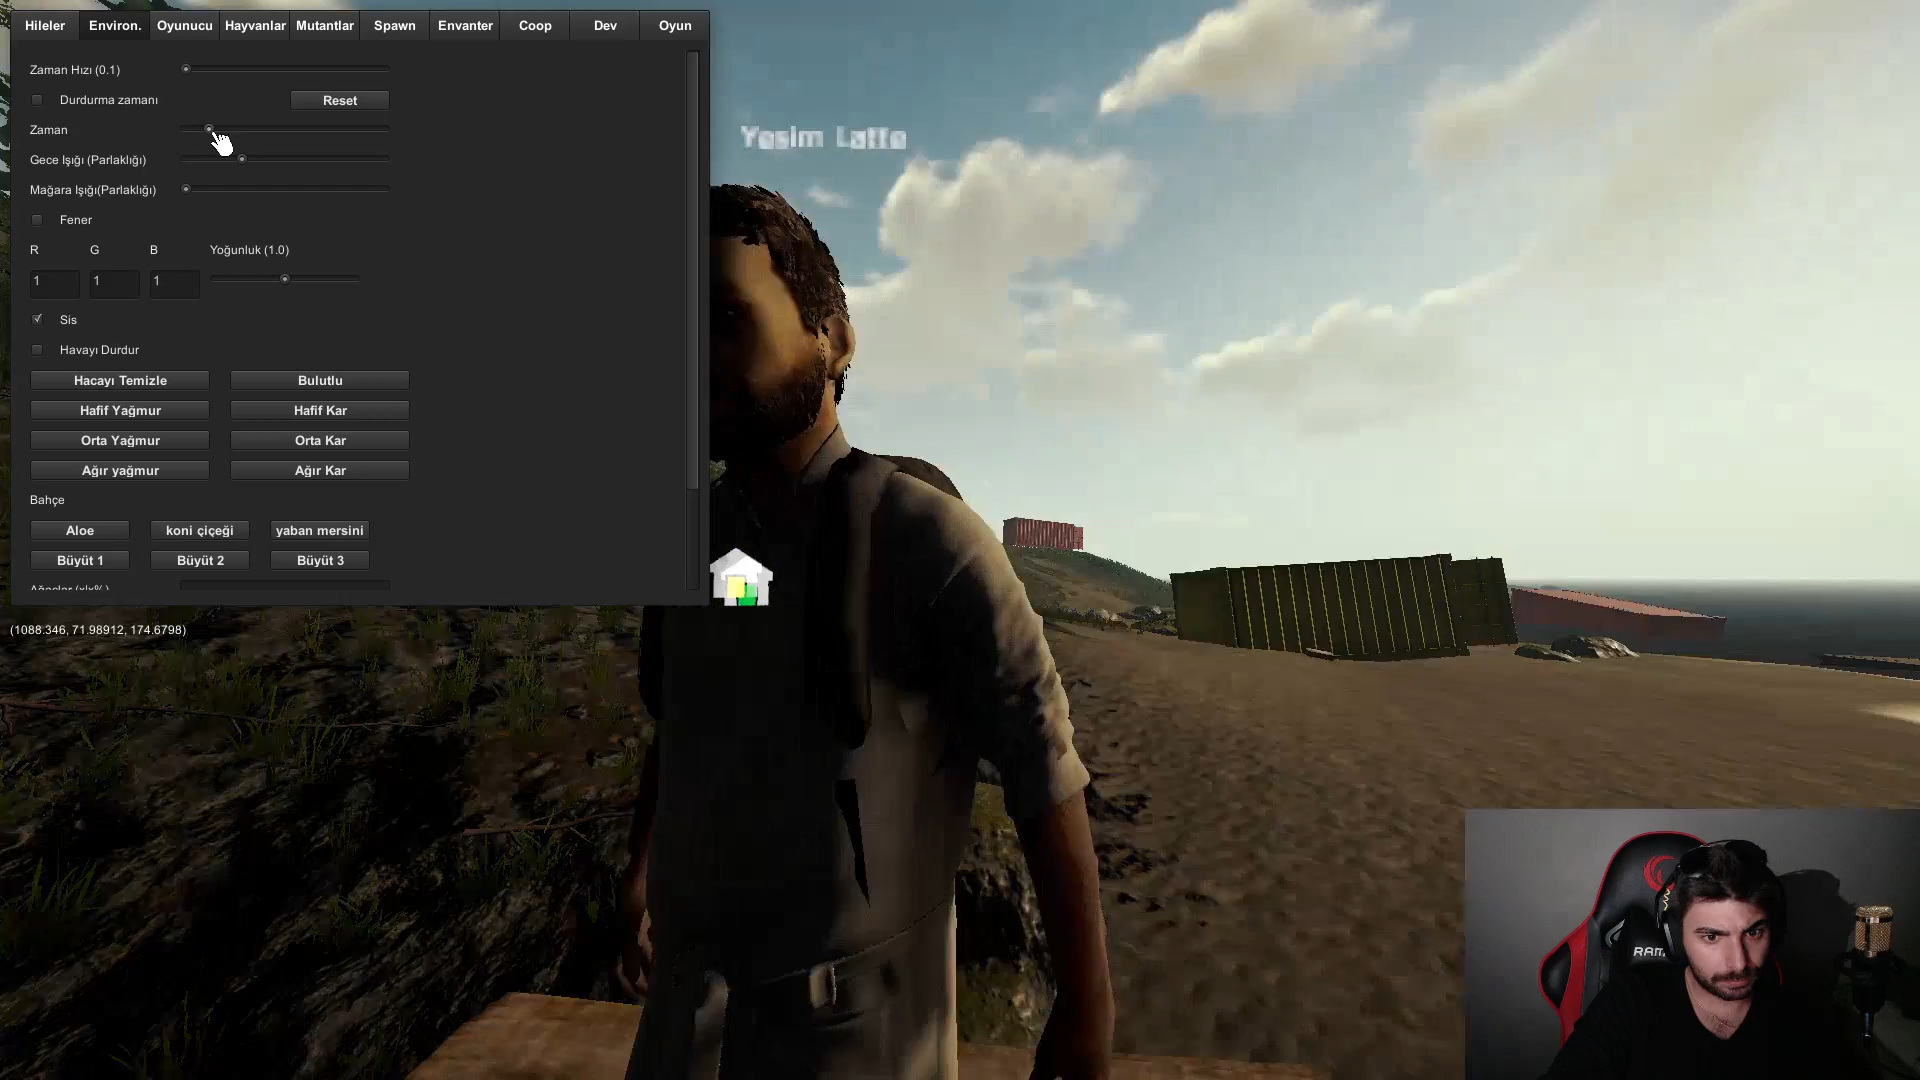 Hileler Environ. Oyunucu Hayvanlar Mutantlar Spawn Envanter Coop Dev Oyun
Zaman Hızı (0.1)
Durdurma zamanı Reset
Zaman
Gece Işığı (Parlaklığı)
Mağara Işığı(Parlaklığı)
Fener
R G B Yoğunluk (1.0)
1 1 1
Sis
Havayı Durdur
Hacayı Temizle Bulutlu
Hafif Yağmur Hafif Kar
Orta Yağmur Orta Kar
Ağır yağmur Ağır Kar
Bahçe
Aloe koni çiçeği yaban mersini
Büyüt 1 Büyüt 2 Büyüt 3
(1088.346, 71.98912, 174.6798)
Yesim Latte